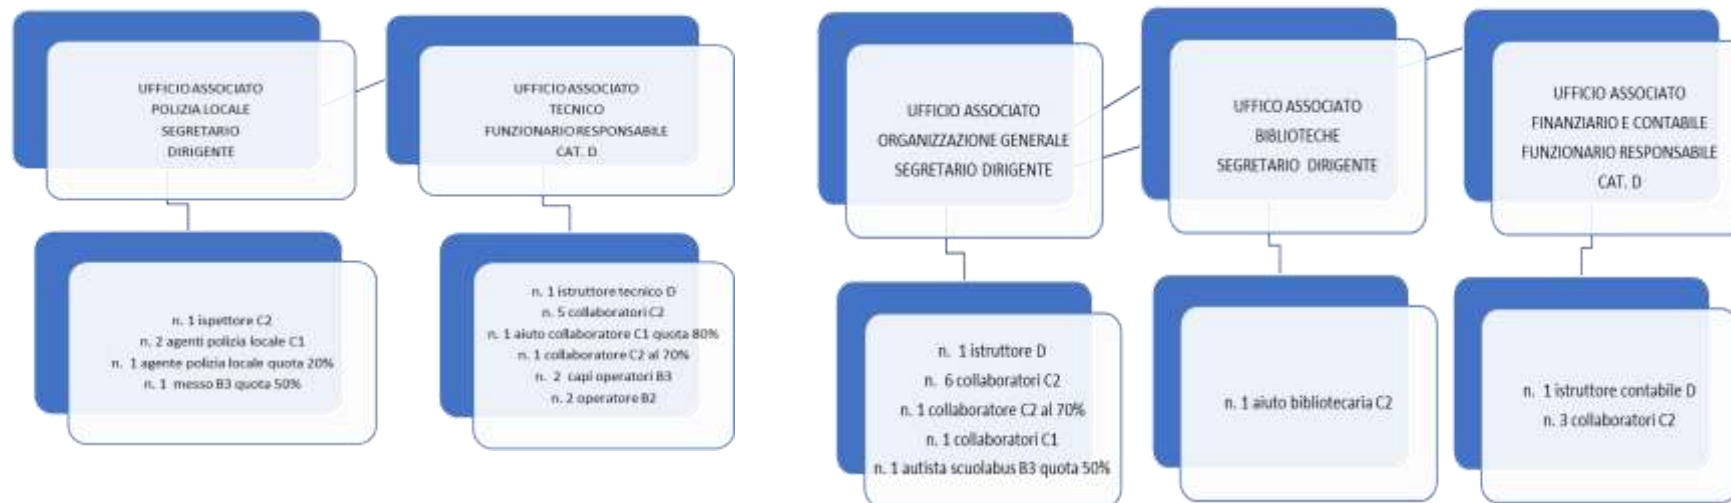 UFFICIO ASSOCIATO
POLIZIA LOCALE
SEGRETARIO
DIRIGENTE
UFFICIO ASSOCIATO
TECNICO
FUNZIONARIO RESPONSABILE
CAT. D
UFFICIO ASSOCIATO
ORGANIZZAZIONE GENERALE
SEGRETARIO DIRIGENTE
UFFICO ASSOCIATO
BIBLIOTECHE
SEGRETARIO DIRIGENTE
UFFICIO ASSOCIATO
FINANZIARIO E CONTABILE
FUNZIONARIO RESPONSABILE
CAT. D
n. 1 ispettore C2
n. 2 agenti polizia locale C1
n. 1 agente polizia locale quota 20%
n. 1 messo B3 quota 50%
n. 1 istruttore tecnico D
n. 5 collaboratori C2
n. 1 aiuto collaboratore C1 quota 80%
n. 1 collaboratore C2 al 70%
n. 2 capi operatori B3
n. 2 operatore B2
n. 1 istruttore D
n. 6 collaboratori C2
n. 1 collaboratore C2 al 70%
n. 1 collaboratori C1
n. 1 autista scuolabus B3 quota 50%
n. 1 aiuto bibliotecaria C2
n. 1 istruttore contabile D
n. 3 collaboratori C2